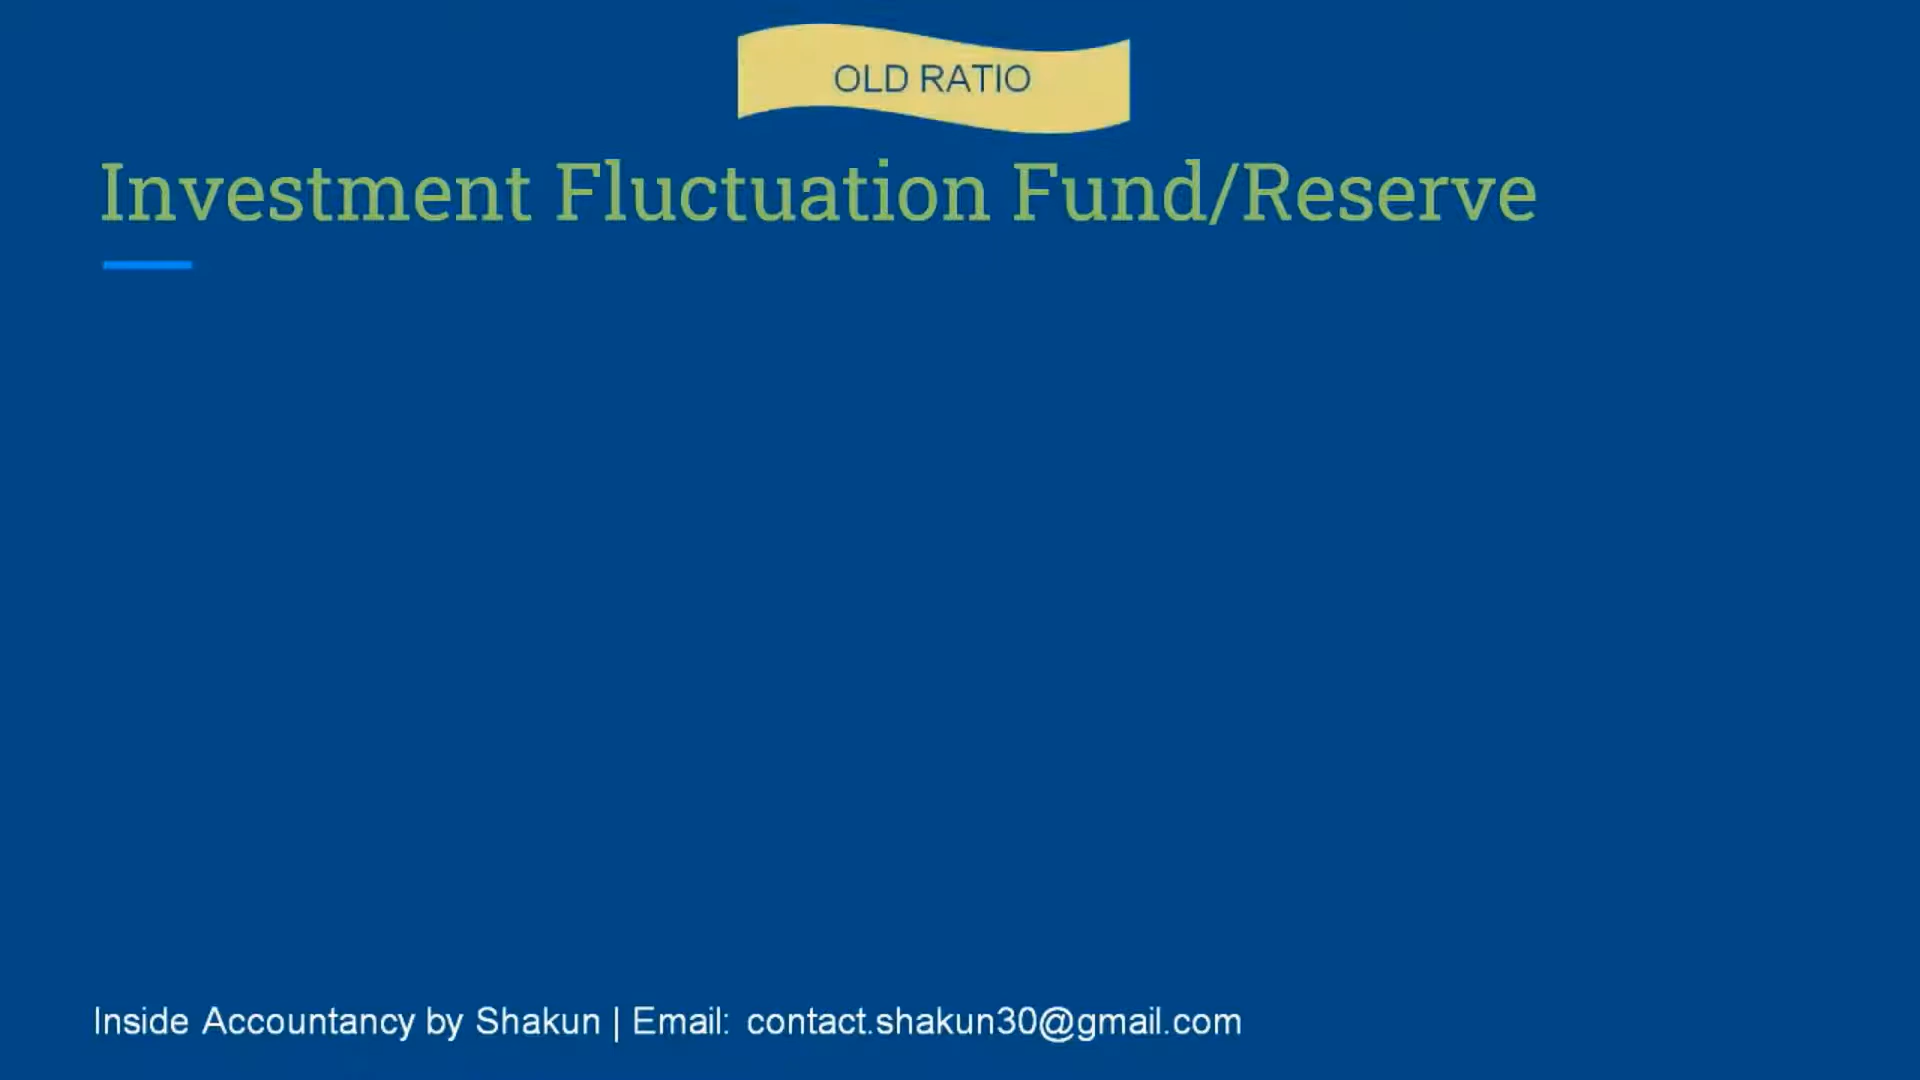 OLD RATIO
Investment Fluctuation Fund/Reserve
Inside Accountancy by Shakun | Email: contact.shakun30@gmail.com